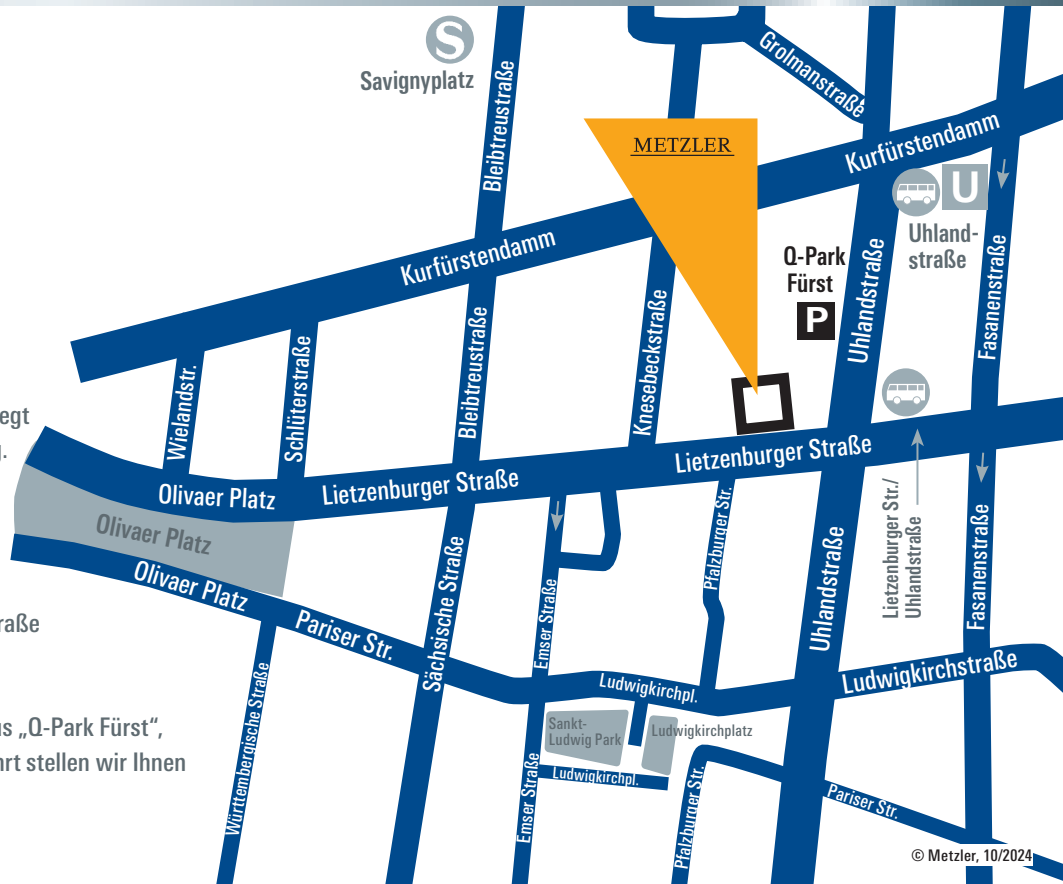 S
Savignyplatz
Bleibtreustraße
Grolmanstraße
METZLER
Kurfürstendamm
U
Uhland-
straße
Kurfürstendamm
Q-Park
Fürst
P
Uhlandstraße
Fasanenstraße
Wielandstr.
Schlüterstraße
Bleibtreustraße
Knesebeckstraße
egt
Lietzenburger Straße
Lietzenburger Straße
Olivaer Platz
Olivaer Platz
Olivaer Platz
Pariser Str.
Sächsische Straße
Emser Straße
Pfalzburger Str.
Uhlandstraße
Lietzenburger Str./
Uhlandstraße
Fasanenstraße
raße
Ludwigkirchstraße
Ludwigkirchpl.
Württembergische Straße
us „Q-Park Fürst“,
hrt stellen wir Ihnen
Sankt-
Ludwig Park
Ludwigkirchplatz
Ludwigkirchpl.
Emser Straße
Pfalzburger Str.
Pariser Str.
© Metzler, 10/2024